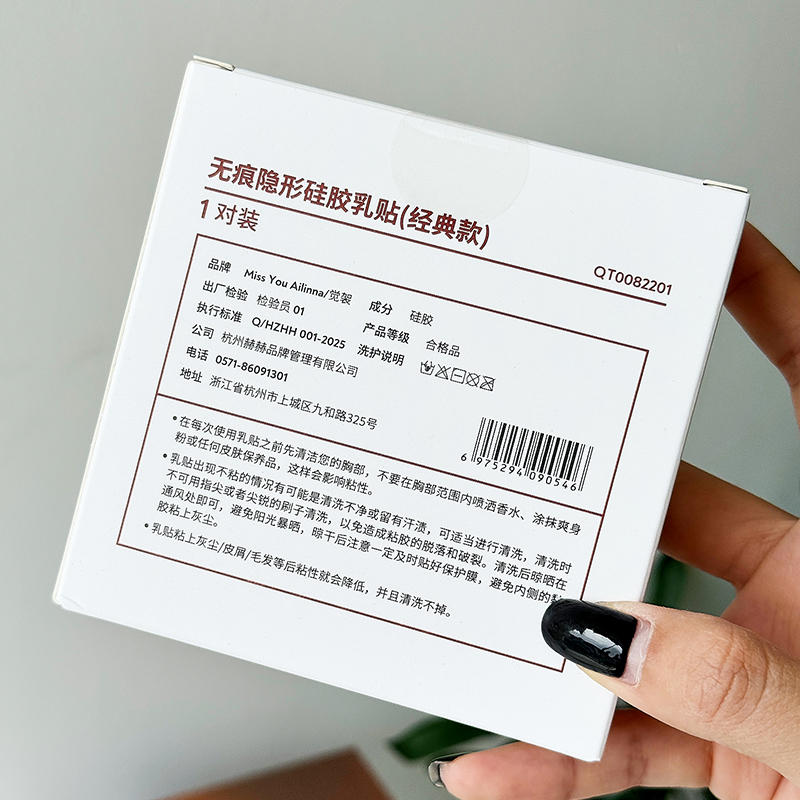 无痕隐形硅胶乳贴(经典款)
1 对装
QT0082201
品牌 Miss You Ailinna/觉袈
出厂检验 检验员 01
执行标准 Q/HZHH 001-2025
公司 杭州赫赫品牌管理有限公司
电话 0571-86091301
地址 浙江省杭州市上城区九和路325号
成分 硅胶
产品等级 合格品
洗护说明
6 975294 090546
•在每次使用乳贴之前先清洁您的胸部，不要在胸部范围内喷洒香水、涂抹爽身
粉或任何皮肤保养品，这样会影响粘性。
•乳贴出现不粘的情况有可能是清洗不净或留有汗渍，可适当进行清洗，清洗时
不可用指尖或者尖锐的刷子清洗，以免造成粘胶的脱落和破裂。清洗后晾晒在
通风处即可，避免阳光暴晒，晾干后注意一定及时贴好保护膜，避免内侧的粘
胶粘上灰尘。
•乳贴粘上灰尘/皮屑/毛发等后粘性就会降低，并且清洗不掉。